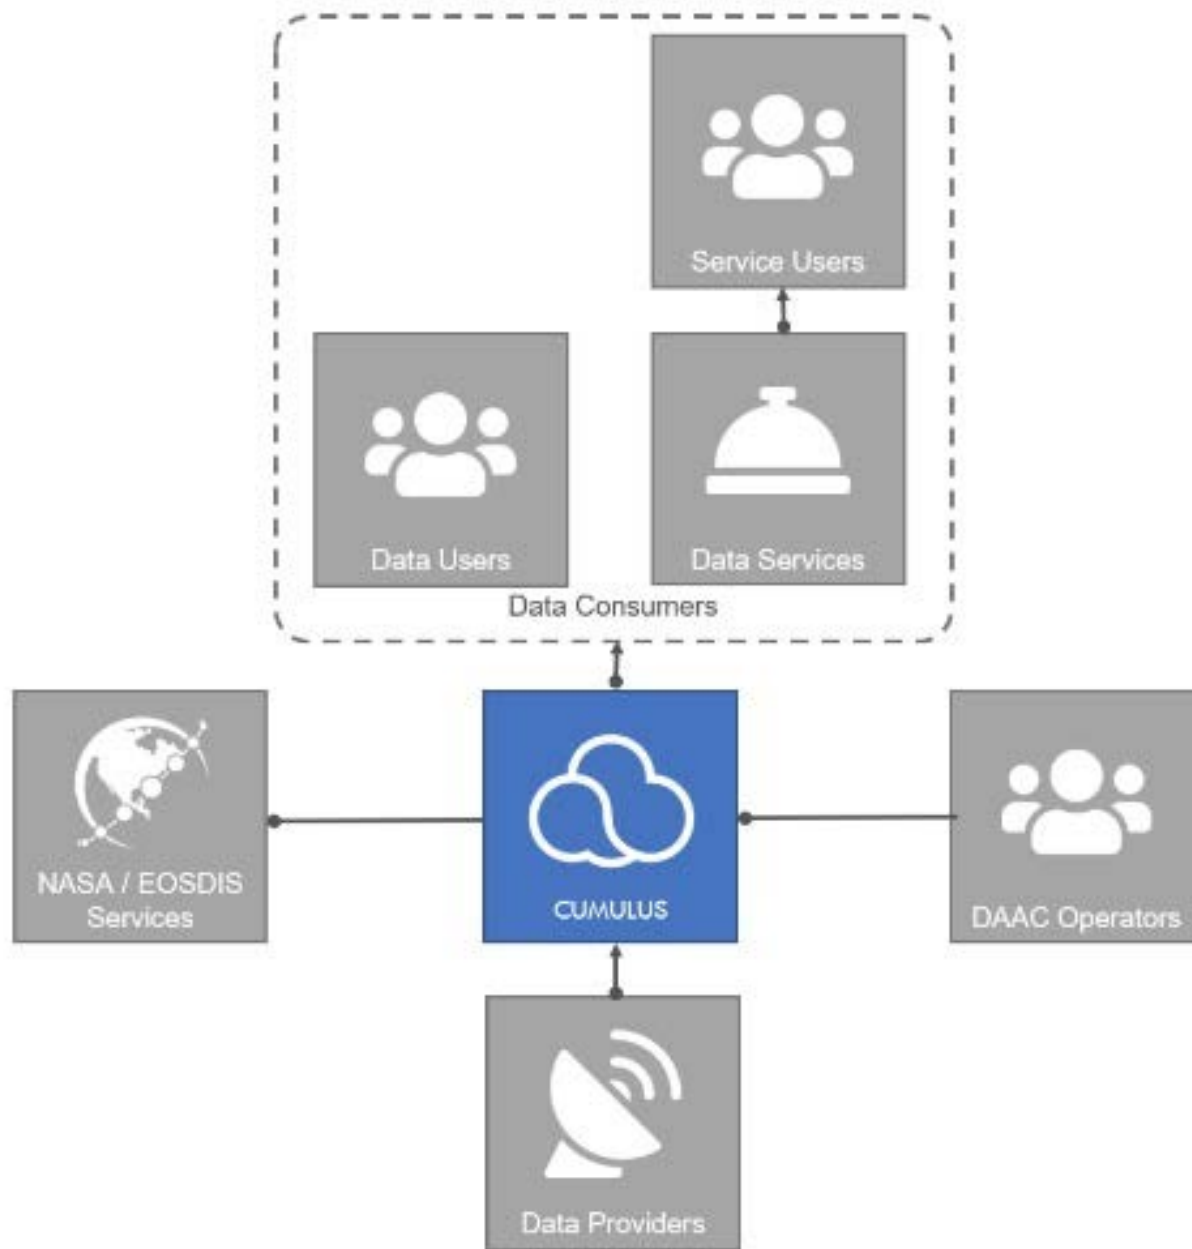 Service Users
Data Users
Data Services
Data Consumers
NASA / EOSDIS
Services
CUMULUS
DAAC Operators
Data Providers